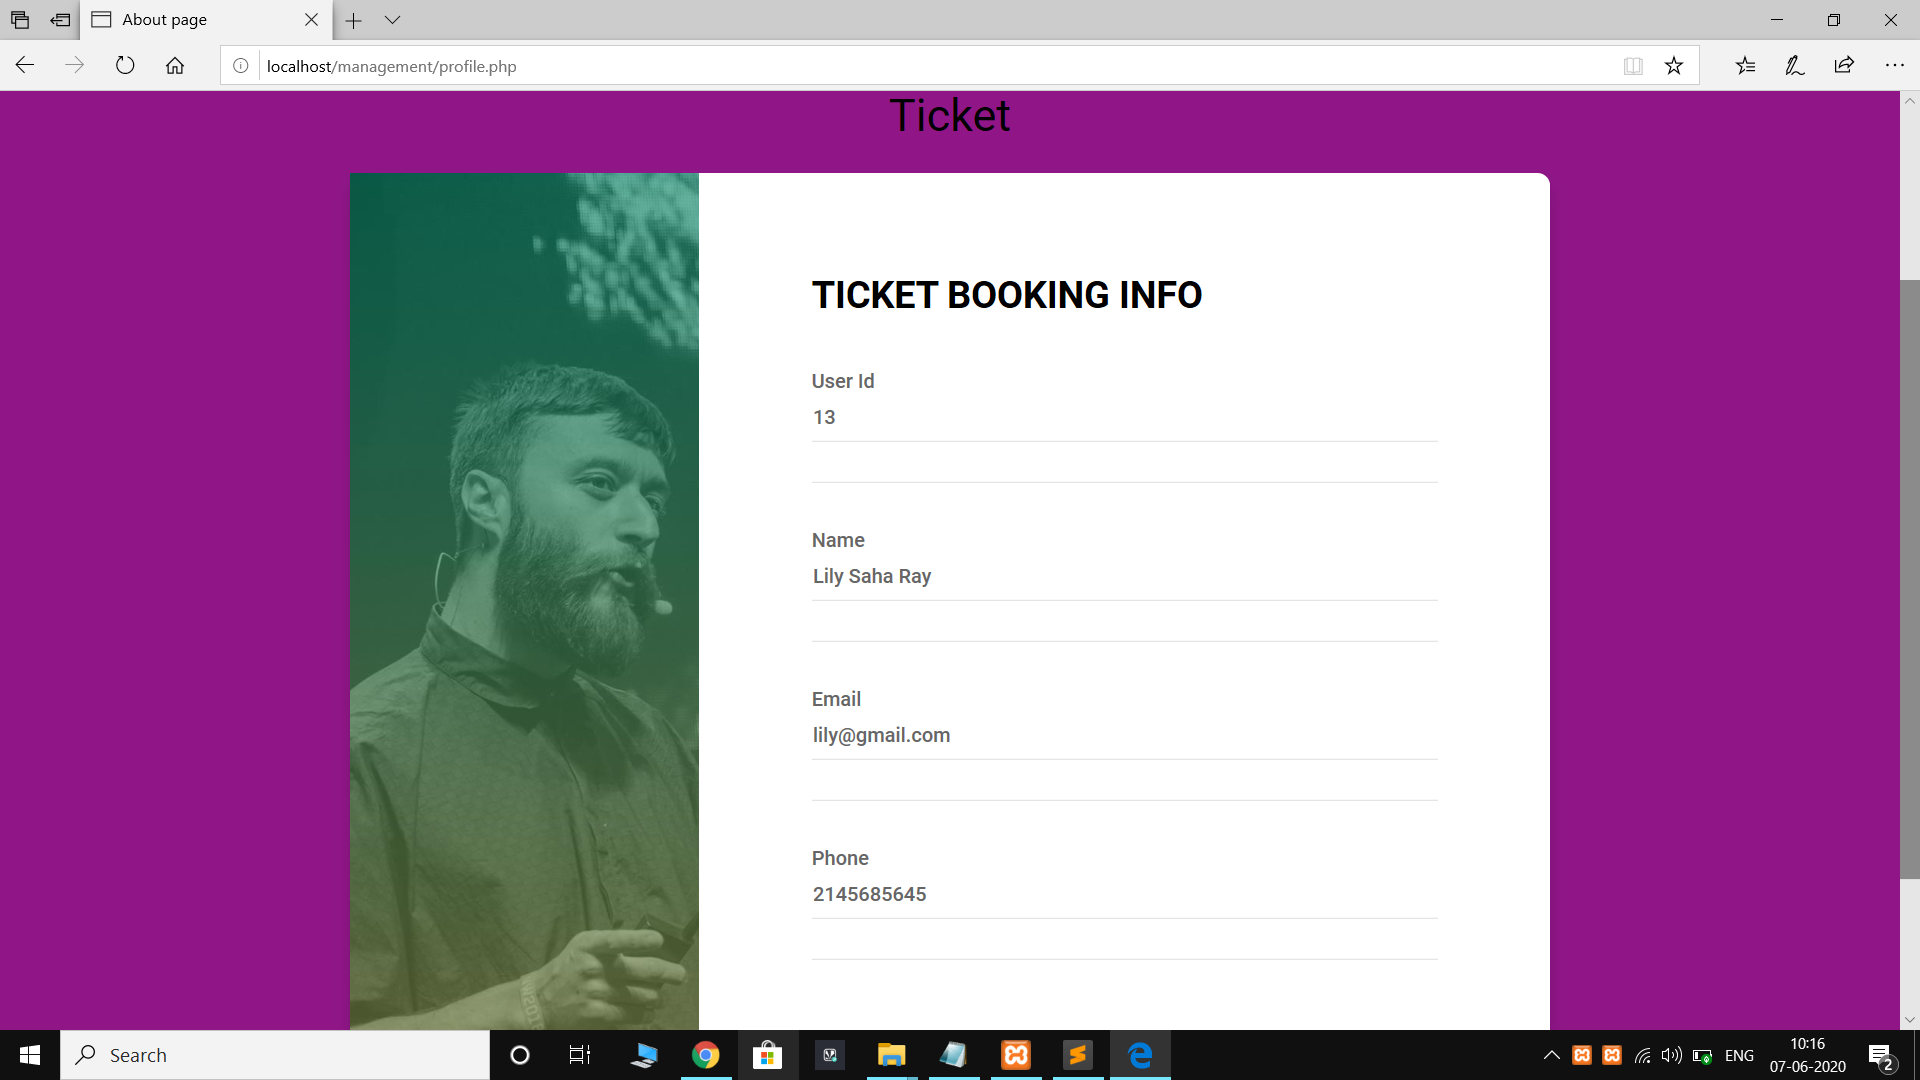 About page
localhost/management/profile.php
Ticket
TICKET BOOKING INFO
User Id
13
Name
Lily Saha Ray
Email
lily@gmail.com
Phone
2145685645
Search
ENG
10:16
07-06-2020
2